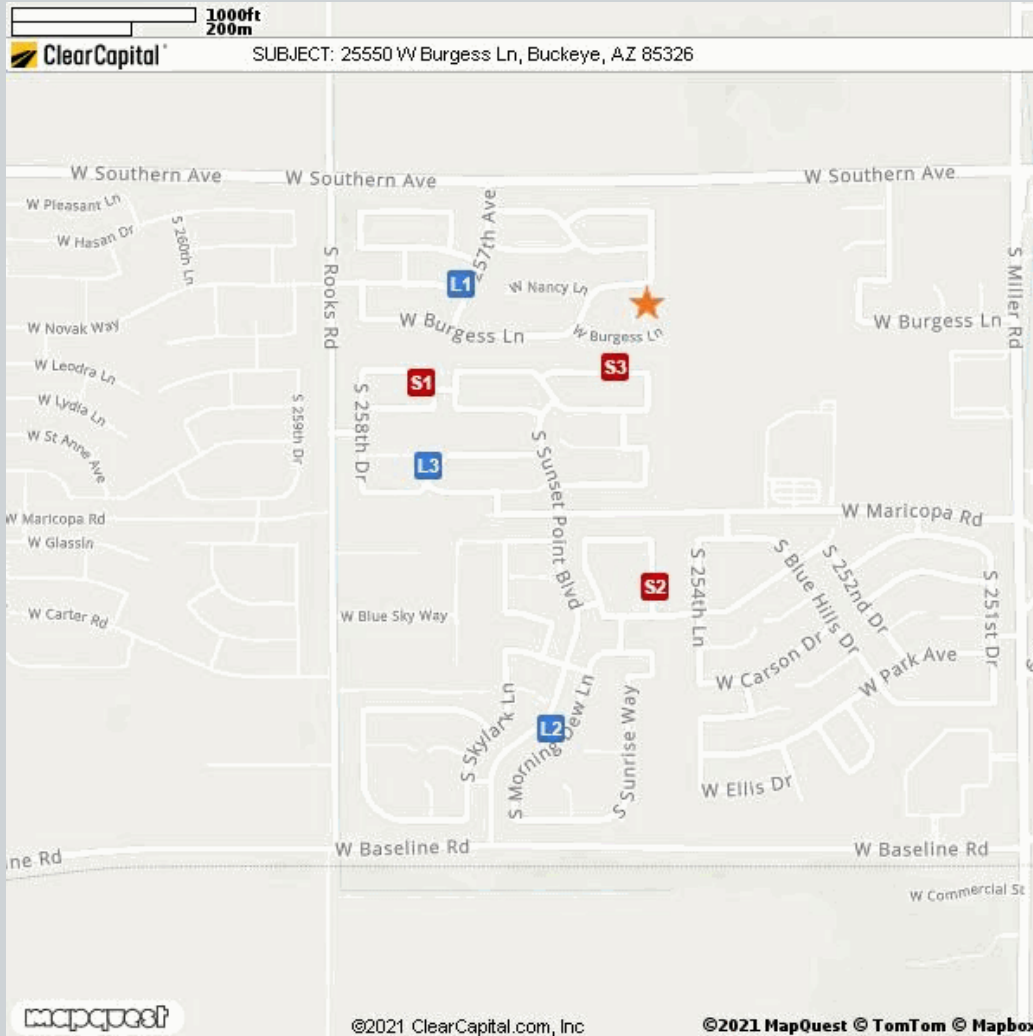 1000ft
200m
ClearCapital
SUBJECT: 25550 W Burgess Ln, Buckeye, AZ 85326
W Southern Ave
W Southern Ave
W Southern Ave
W Pleasant Ln
W Hasan Dr
S 260th Ln
257th Ave
S Rooks Rd
S Miller Rd
L1
W Nancy Ln
W Novak Way
W Burgess Ln
W Burgess Ln
W Burgess Ln
W Leodra Ln
S1
S3
W Lydia Ln
S 259th Dr
S 258th Dr
W St Anne Ave
L3
S Sunset Point Blvd
W Maricopa Rd
W Maricopa Rd
W Glassin
S 254th Ln
S Blue Hills Dr
S 252nd Dr
S 251st Dr
S2
W Carter Rd
W Blue Sky Way
W Carson Dr
W Park Ave
S Skylark Ln
L2
S Morning Dew Ln
S Sunrise Way
W Ellis Dr
W Baseline Rd
W Baseline Rd
ne Rd
W Commercial St
mapquest
©2021 ClearCapital.com, Inc
©2021 MapQuest © TomTom © Mapbox